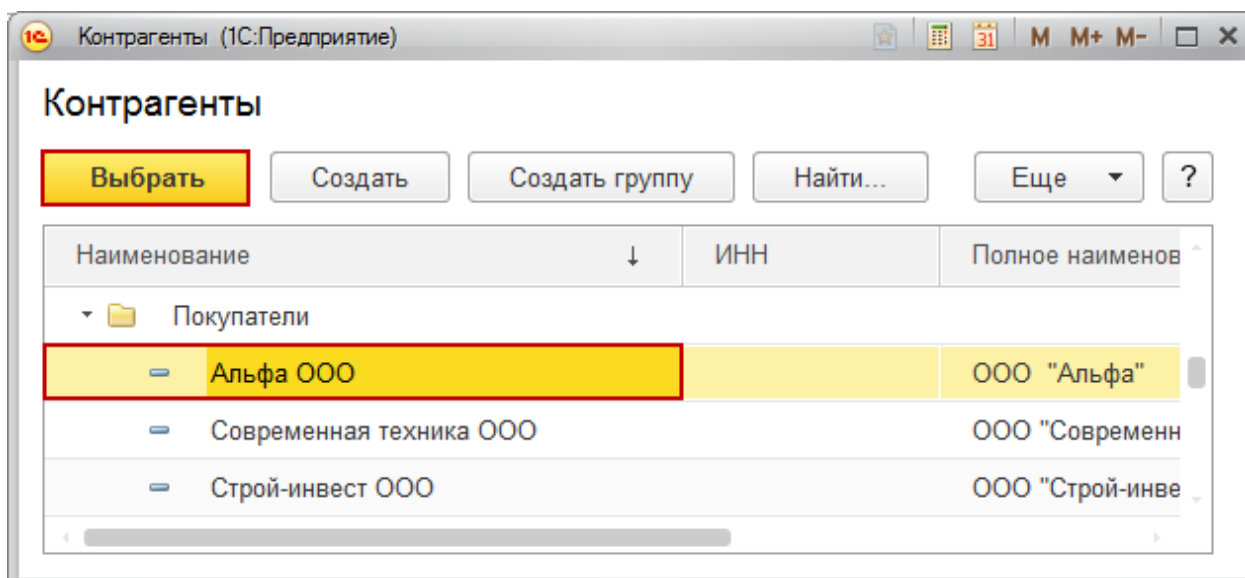 1С Контрагенты (1С:Предприятие) 31 M M+ M-
Контрагенты
Выбрать Создать Создать группу Найти... Еще ?
Наименование ↓ ИНН Полное наименов
Покупатели
Альфа ООО ООО "Альфа"
Современная техника ООО ООО "Современн
Строй-инвест ООО ООО "Строй-инве